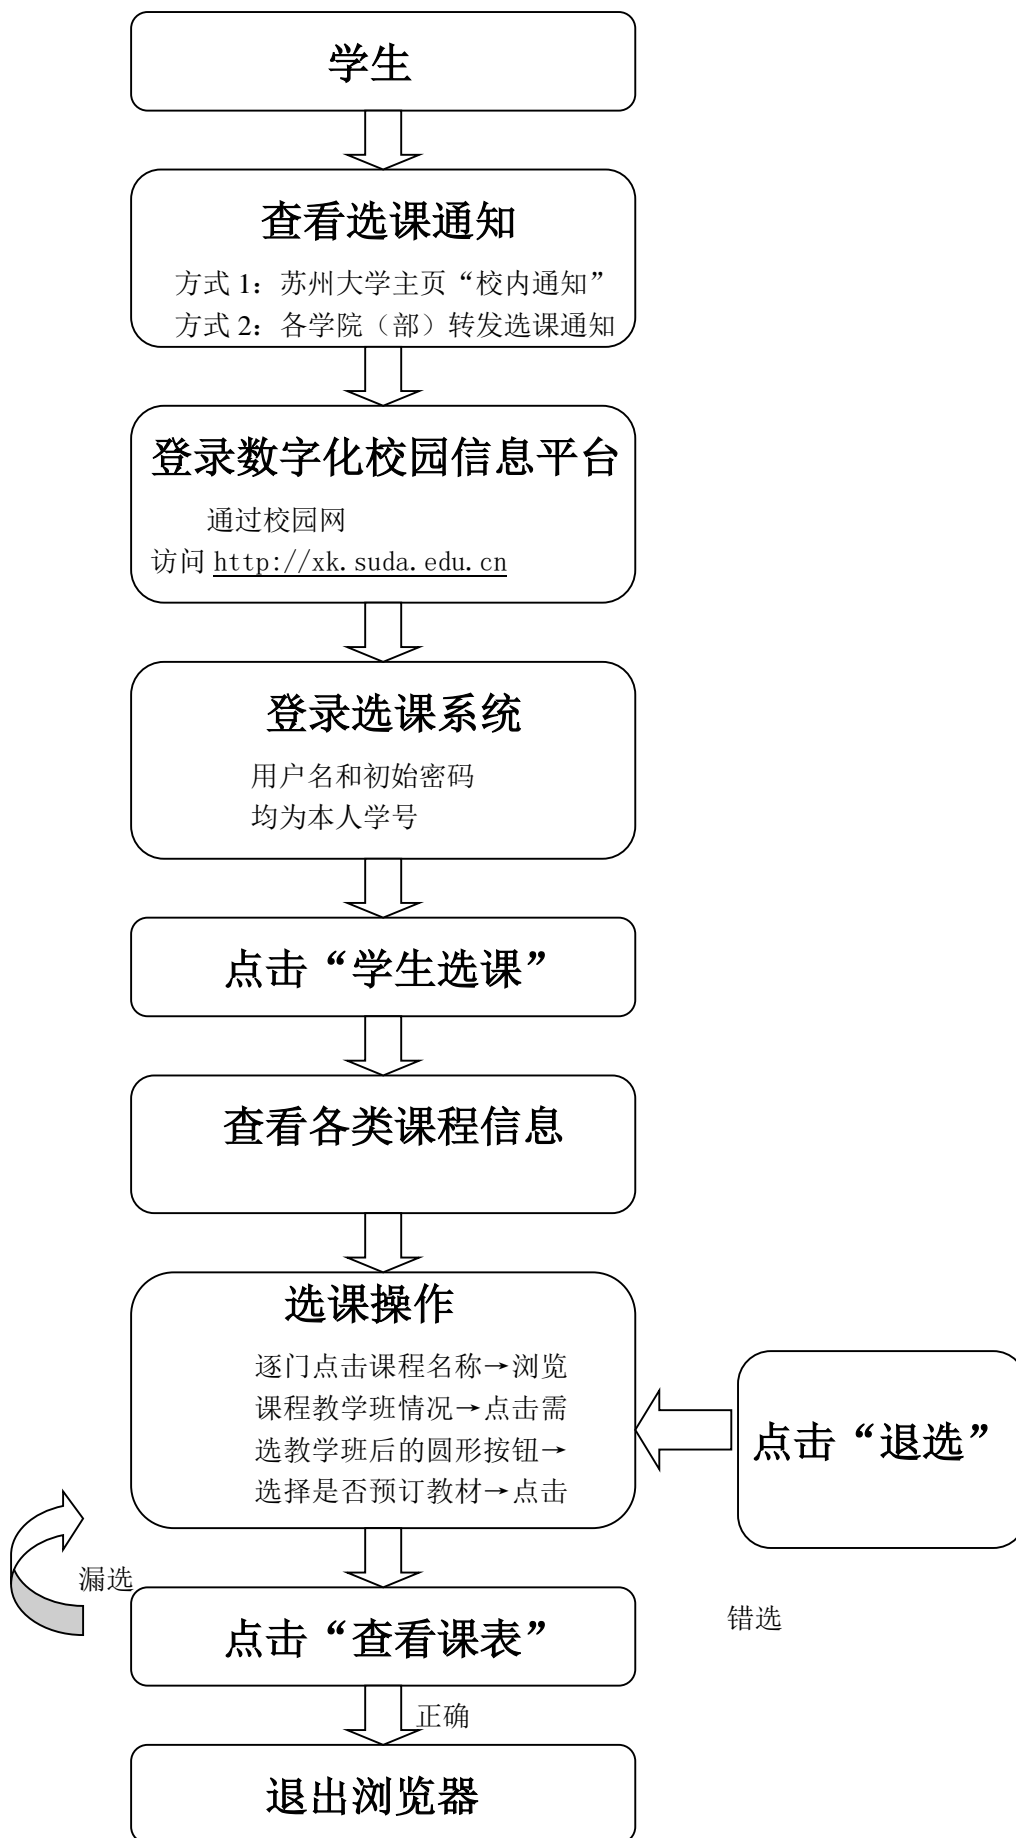 学生
查看选课通知
方式 1：苏州大学主页“校内通知”
方式 2：各学院（部）转发选课通知
登录数字化校园信息平台
通过校园网
访问 http://xk.suda.edu.cn
登录选课系统
用户名和初始密码
均为本人学号
点击“学生选课”
查看各类课程信息
选课操作
逐门点击课程名称→浏览
课程教学班情况→点击需
选教学班后的圆形按钮→
选择是否预订教材→点击
点击“退选”
漏选
错选
点击“查看课表”
正确
退出浏览器